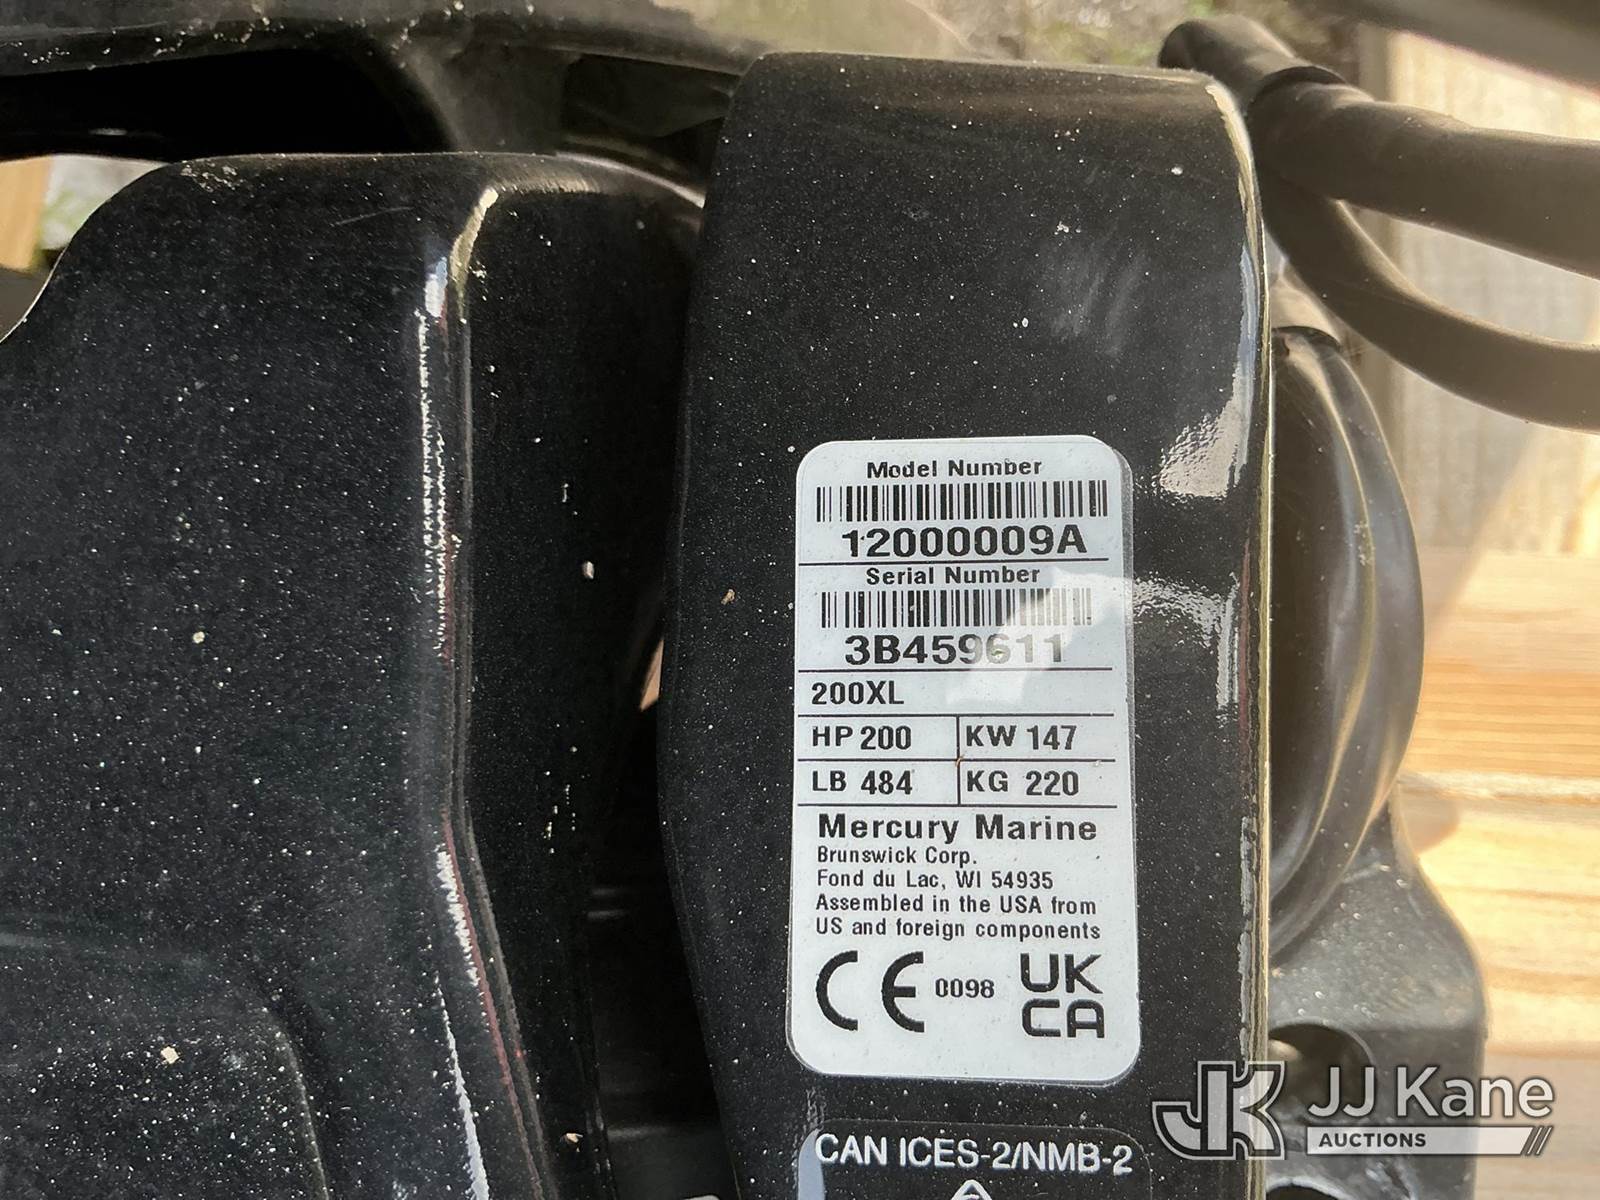 Model Number
12000009A
Serial Number
3B459611
200XL
HP 200 KW 147
LB 484 KG 220
Mercury Marine
Brunswick Corp.
Fond du Lac, WI 54935
Assembled in the USA from
US and foreign components
CE 0098 UK
CA
CAN ICES-2/NMB-2
JK JJ Kane
AUCTIONS